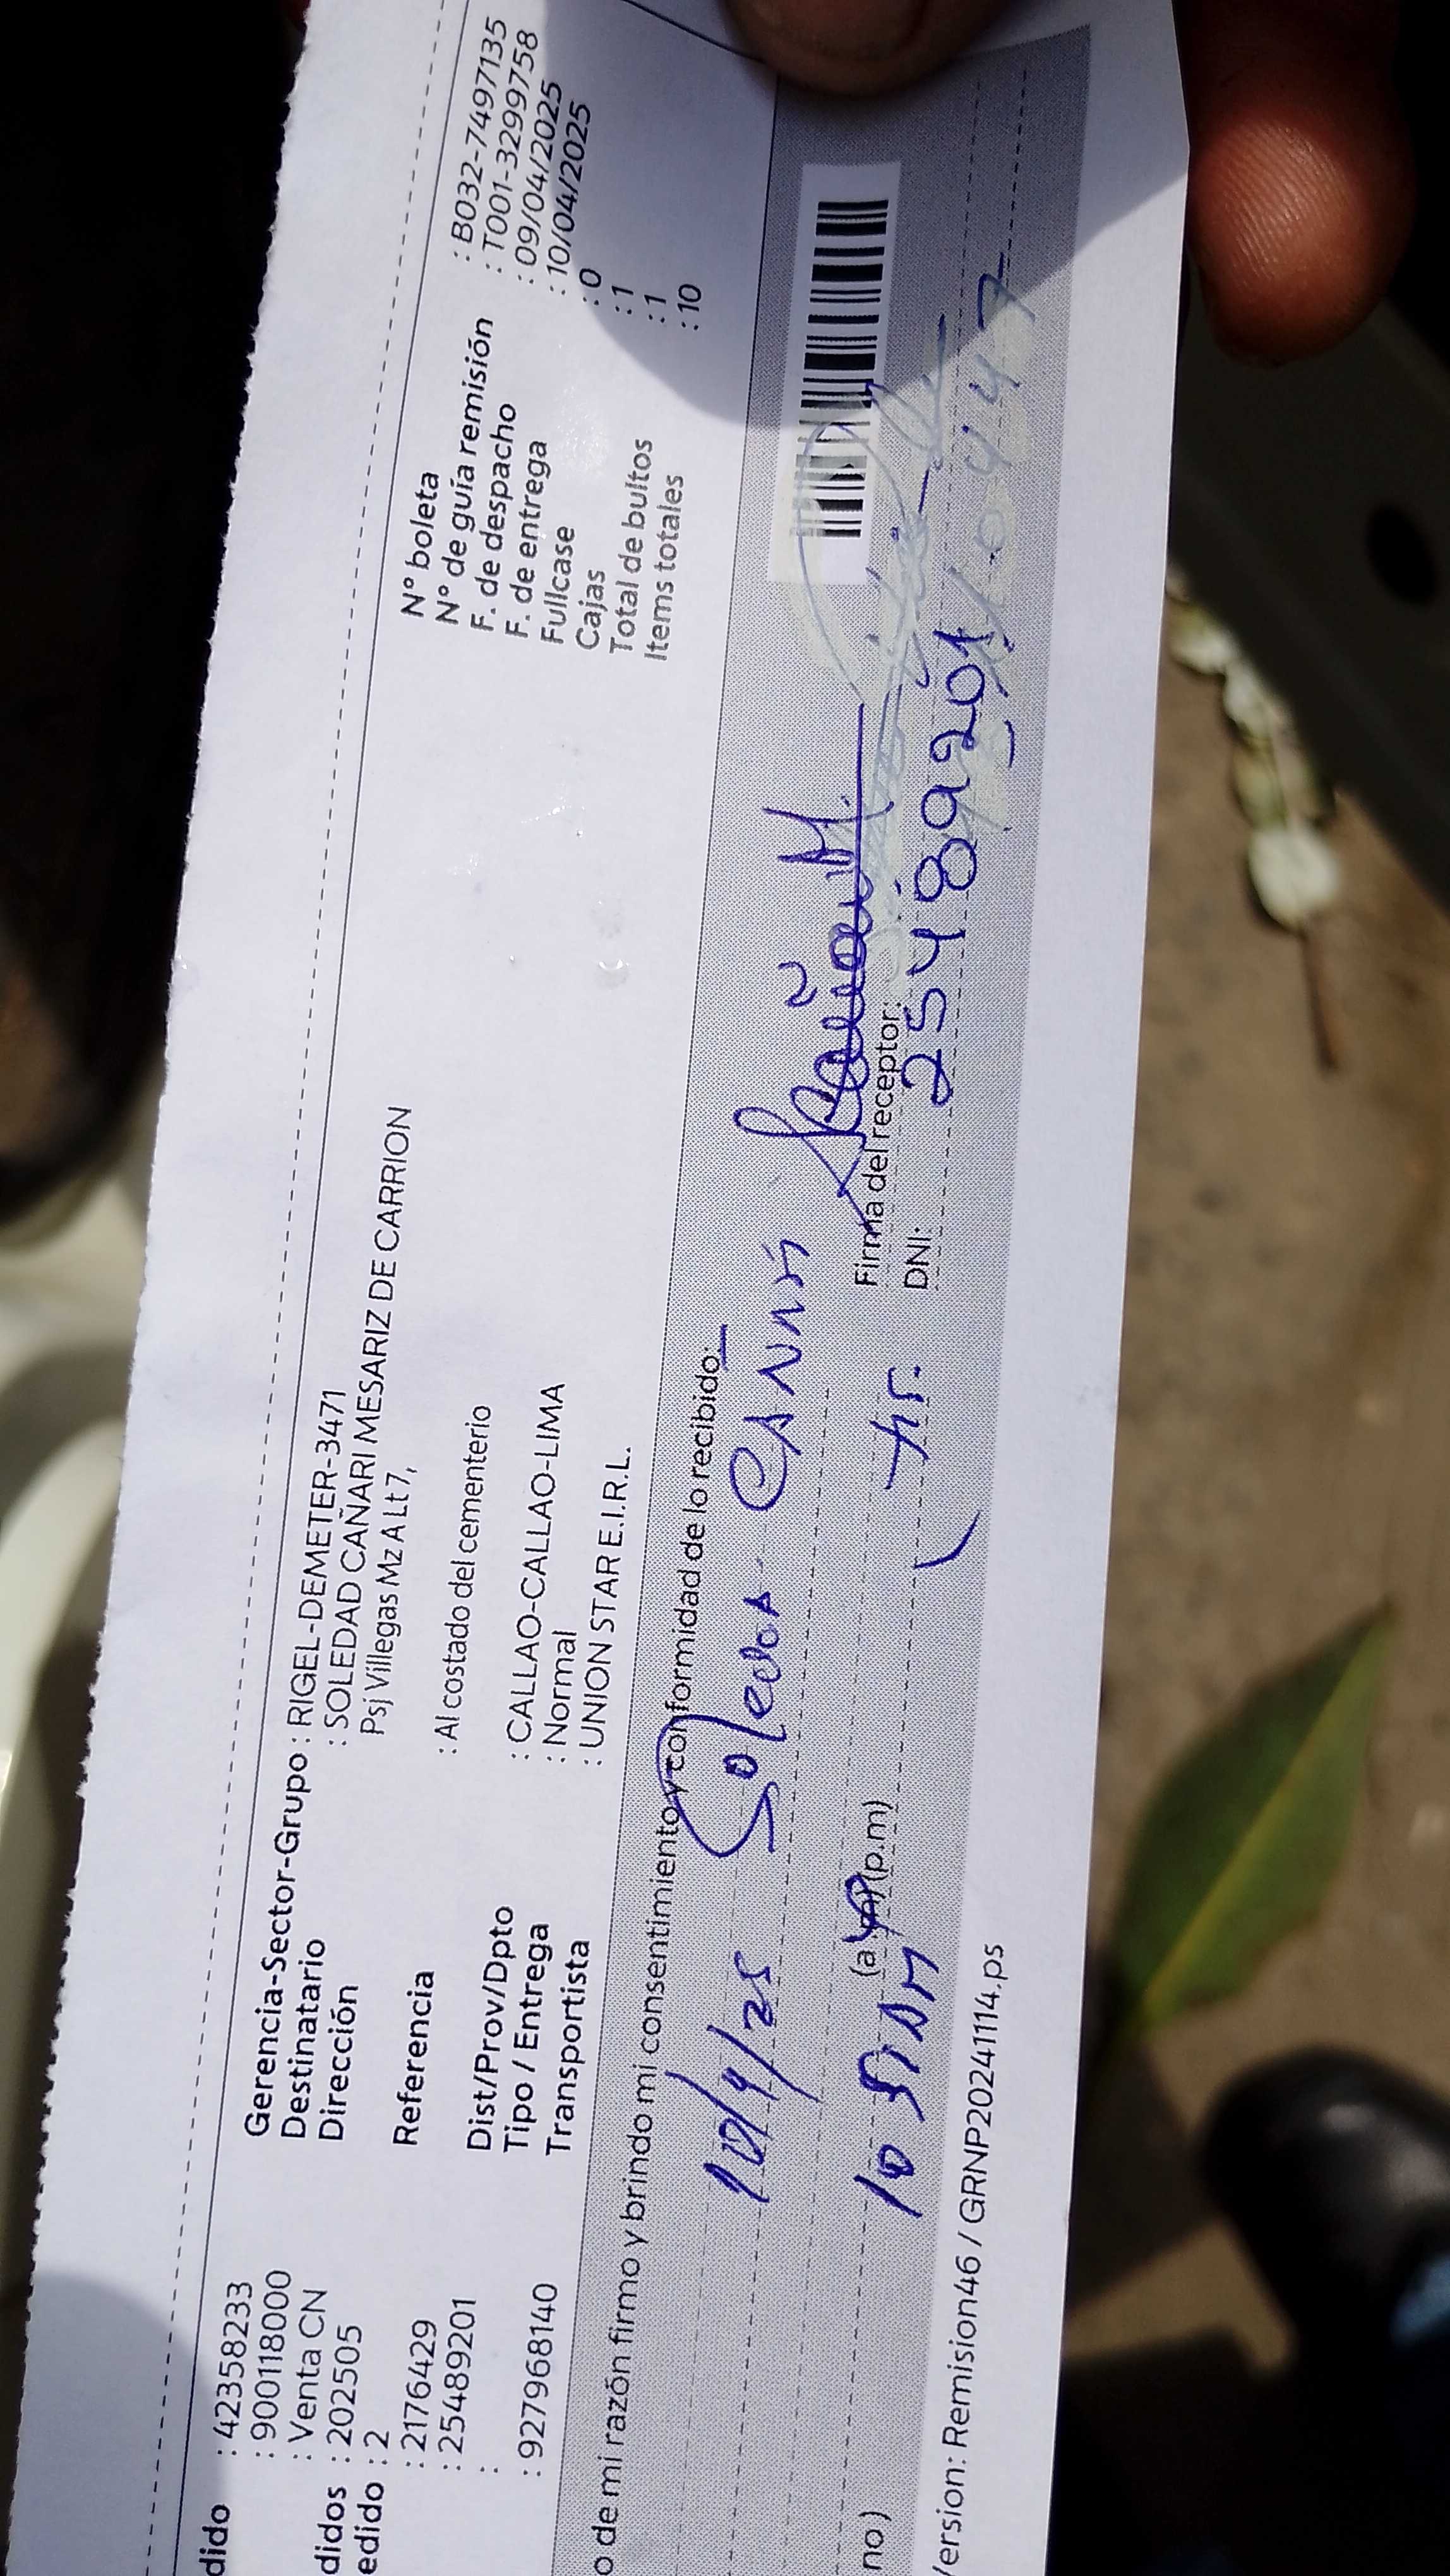 dido : 42358233
: 900118000
: Venta CN
didos : 202505
edido : 2
: 2176429
: 25489201
:
: 927968140
Gerencia-Sector-Grupo : RIGEL-DEMETER-3471
Destinatario : SOLEDAD CAÑARI MESARIZ DE CARRION
Dirección Psj Villegas Mz A Lt 7,
Referencia : Al costado del cementerio
Dist/Prov/Dpto : CALLAO-CALLAO-LIMA
Tipo / Entrega : Normal
Transportista : UNION STAR E.I.R.L.
N° boleta : B032-7497135
N° de guía remisión : T001-3299758
F. de despacho : 09/04/2025
F. de entrega : 10/04/2025
Fullcase : 0
Cajas : 1
Total de bultos : 1
Items totales : 10
o de mi razón firmo y brindo mi consentimiento y conformidad de lo recibido:
10/4/25 Soledad
no) 10 51 AM (a p.m)
Firma del receptor:
DNI: 25489201
Version: Remision46 / GRNP20241114.ps